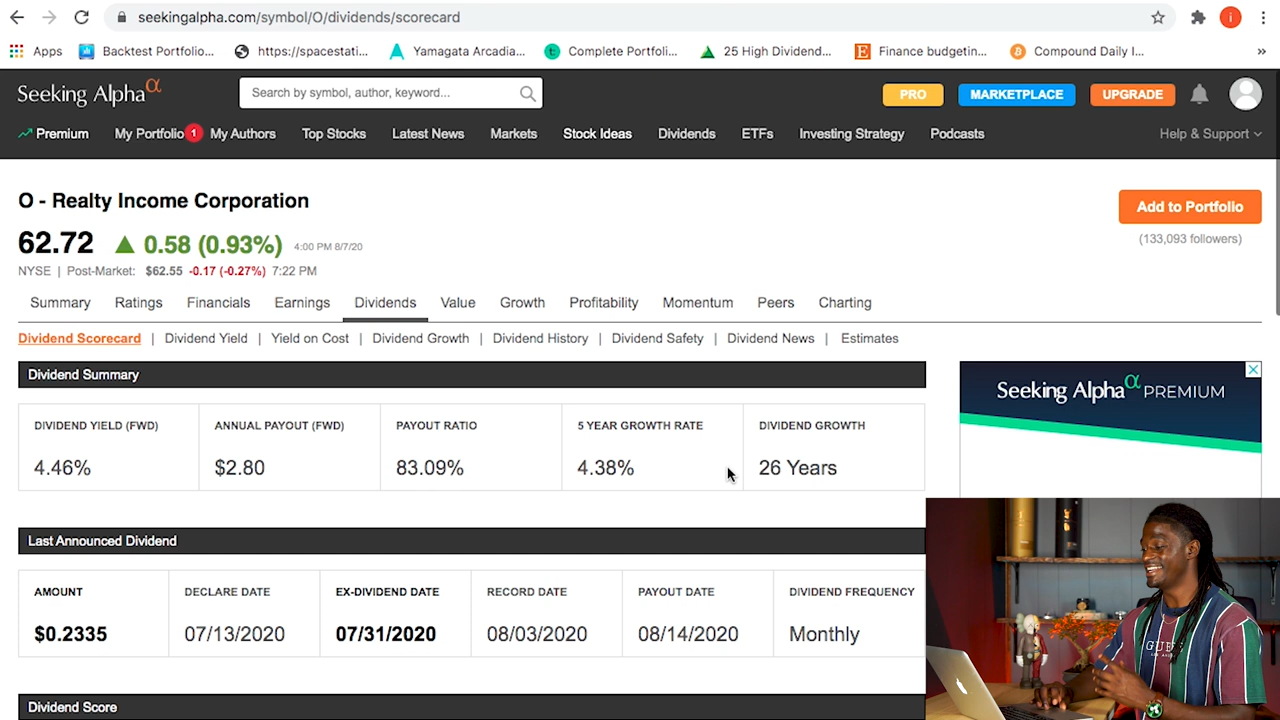 seekingalpha.com/symbol/O/dividends/scorecard
i
Apps Backtest Portfolio... https://spacestati... Yamagata Arcadia... Complete Portfoli... 25 High Dividend... Finance budgetin... Compound Daily I... »
Seeking Alpha α Search by symbol, author, keyword.... PRO MARKETPLACE UPGRADE
Premium My Portfolio 1 My Authors Top Stocks Latest News Markets Stock Ideas Dividends ETFs Investing Strategy Podcasts Help & Support
O - Realty Income Corporation
Add to Portfolio
62.72 ▲ 0.58 (0.93%) 4:00 PM 8/7/20
(133,093 followers)
NYSE | Post-Market: $62.55 -0.17 (-0.27%) 7:22 PM
Summary Ratings Financials Earnings Dividends Value Growth Profitability Momentum Peers Charting
Dividend Scorecard | Dividend Yield | Yield on Cost | Dividend Growth | Dividend History | Dividend Safety | Dividend News | Estimates
Dividend Summary
Seeking Alpha α PREMIUM
DIVIDEND YIELD (FWD) ANNUAL PAYOUT (FWD) PAYOUT RATIO 5 YEAR GROWTH RATE DIVIDEND GROWTH
4.46% $2.80 83.09% 4.38% 26 Years
Last Announced Dividend
AMOUNT DECLARE DATE EX-DIVIDEND DATE RECORD DATE PAYOUT DATE DIVIDEND FREQUENCY
$0.2335 07/13/2020 07/31/2020 08/03/2020 08/14/2020 Monthly
GUESS
Dividend Score